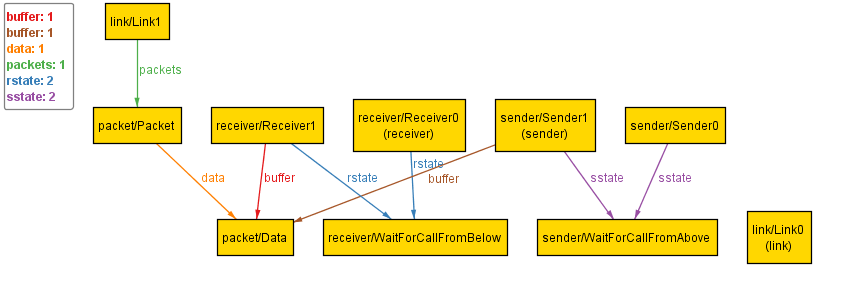 buffer: 1
buffer: 1
data: 1
packets: 1
rstate: 2
sstate: 2
link/Link1
packets
packet/Packet
receiver/Receiver1
receiver/Receiver0
(receiver)
sender/Sender1
(sender)
sender/Sender0
data
buffer
rstate
rstate
buffer
sstate
sstate
packet/Data
receiver/WaitForCallFromBelow
sender/WaitForCallFromAbove
link/Link0
(link)